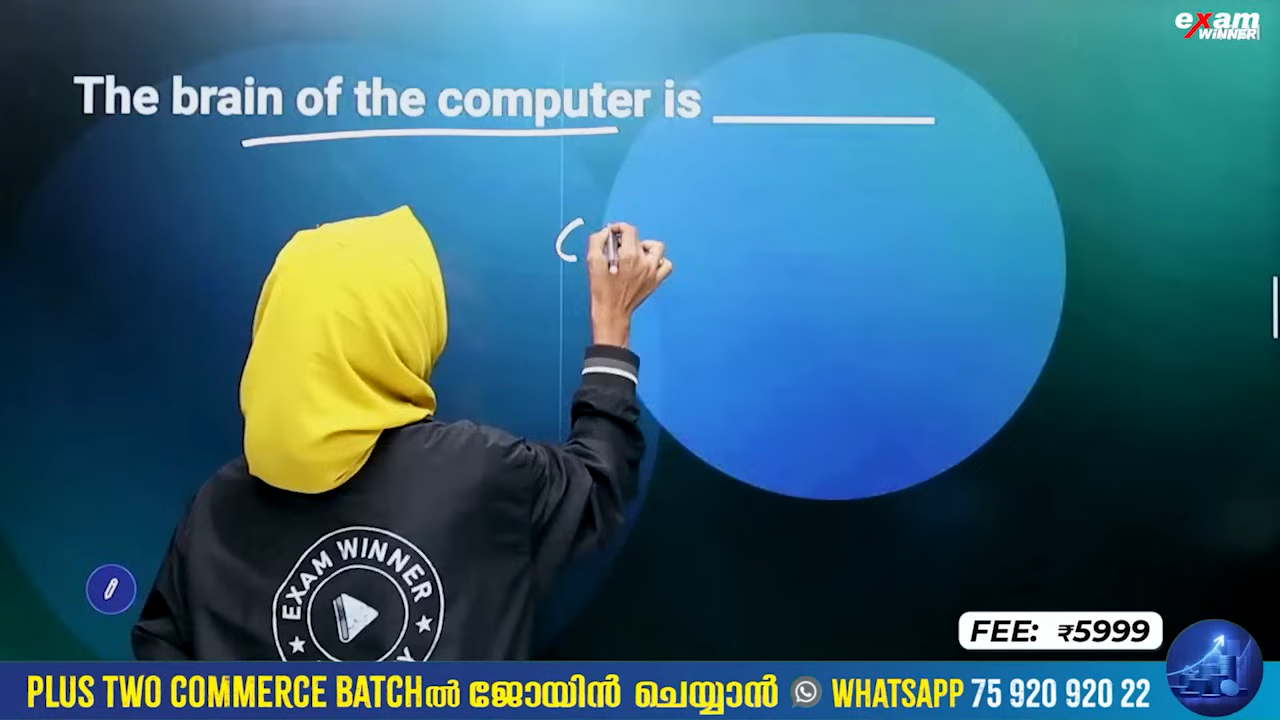 exam
WINNER
The brain of the computer is
C
EXAM WINNER
FEE: ₹5999
PLUS TWO COMMERCE BATCHൽ ജോയിൻ ചെയ്യാൻ WHATSAPP 75 920 920 22